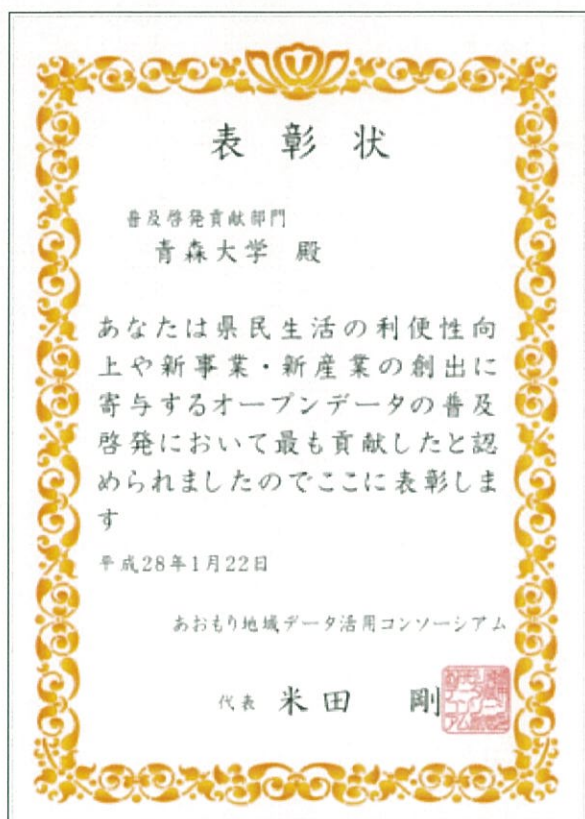 表彰状
普及啓発貢献部門
青森大学 殿
あなたは県民生活の利便性向
上や新事業・新産業の創出に
寄与するオープンデータの普及
啓発において最も貢献したと認
められましたのでここに表彰しま
す
平成28年1月22日
あおもり地域データ活用コンソーシアム
代表 米田 剛